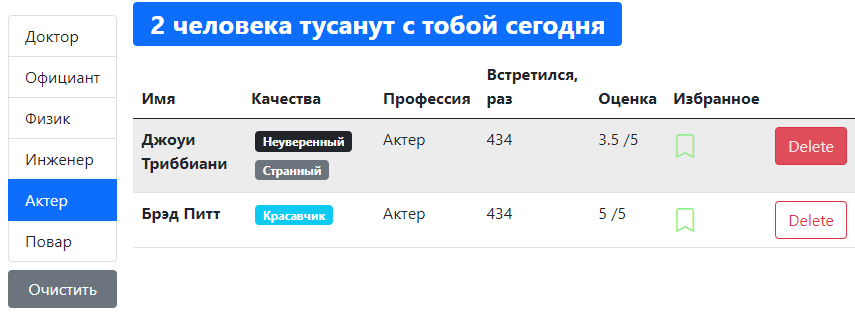 Доктор
Официант
Физик
Инженер
Актер
Повар
Очистить
2 человека тусанут с тобой сегодня
Имя Качества Профессия Встретился, раз Оценка Избранное
Джоуи Триббиани Неуверенный Странный Актер 434 3.5 /5 Delete
Брэд Питт Красавчик Актер 434 5 /5 Delete